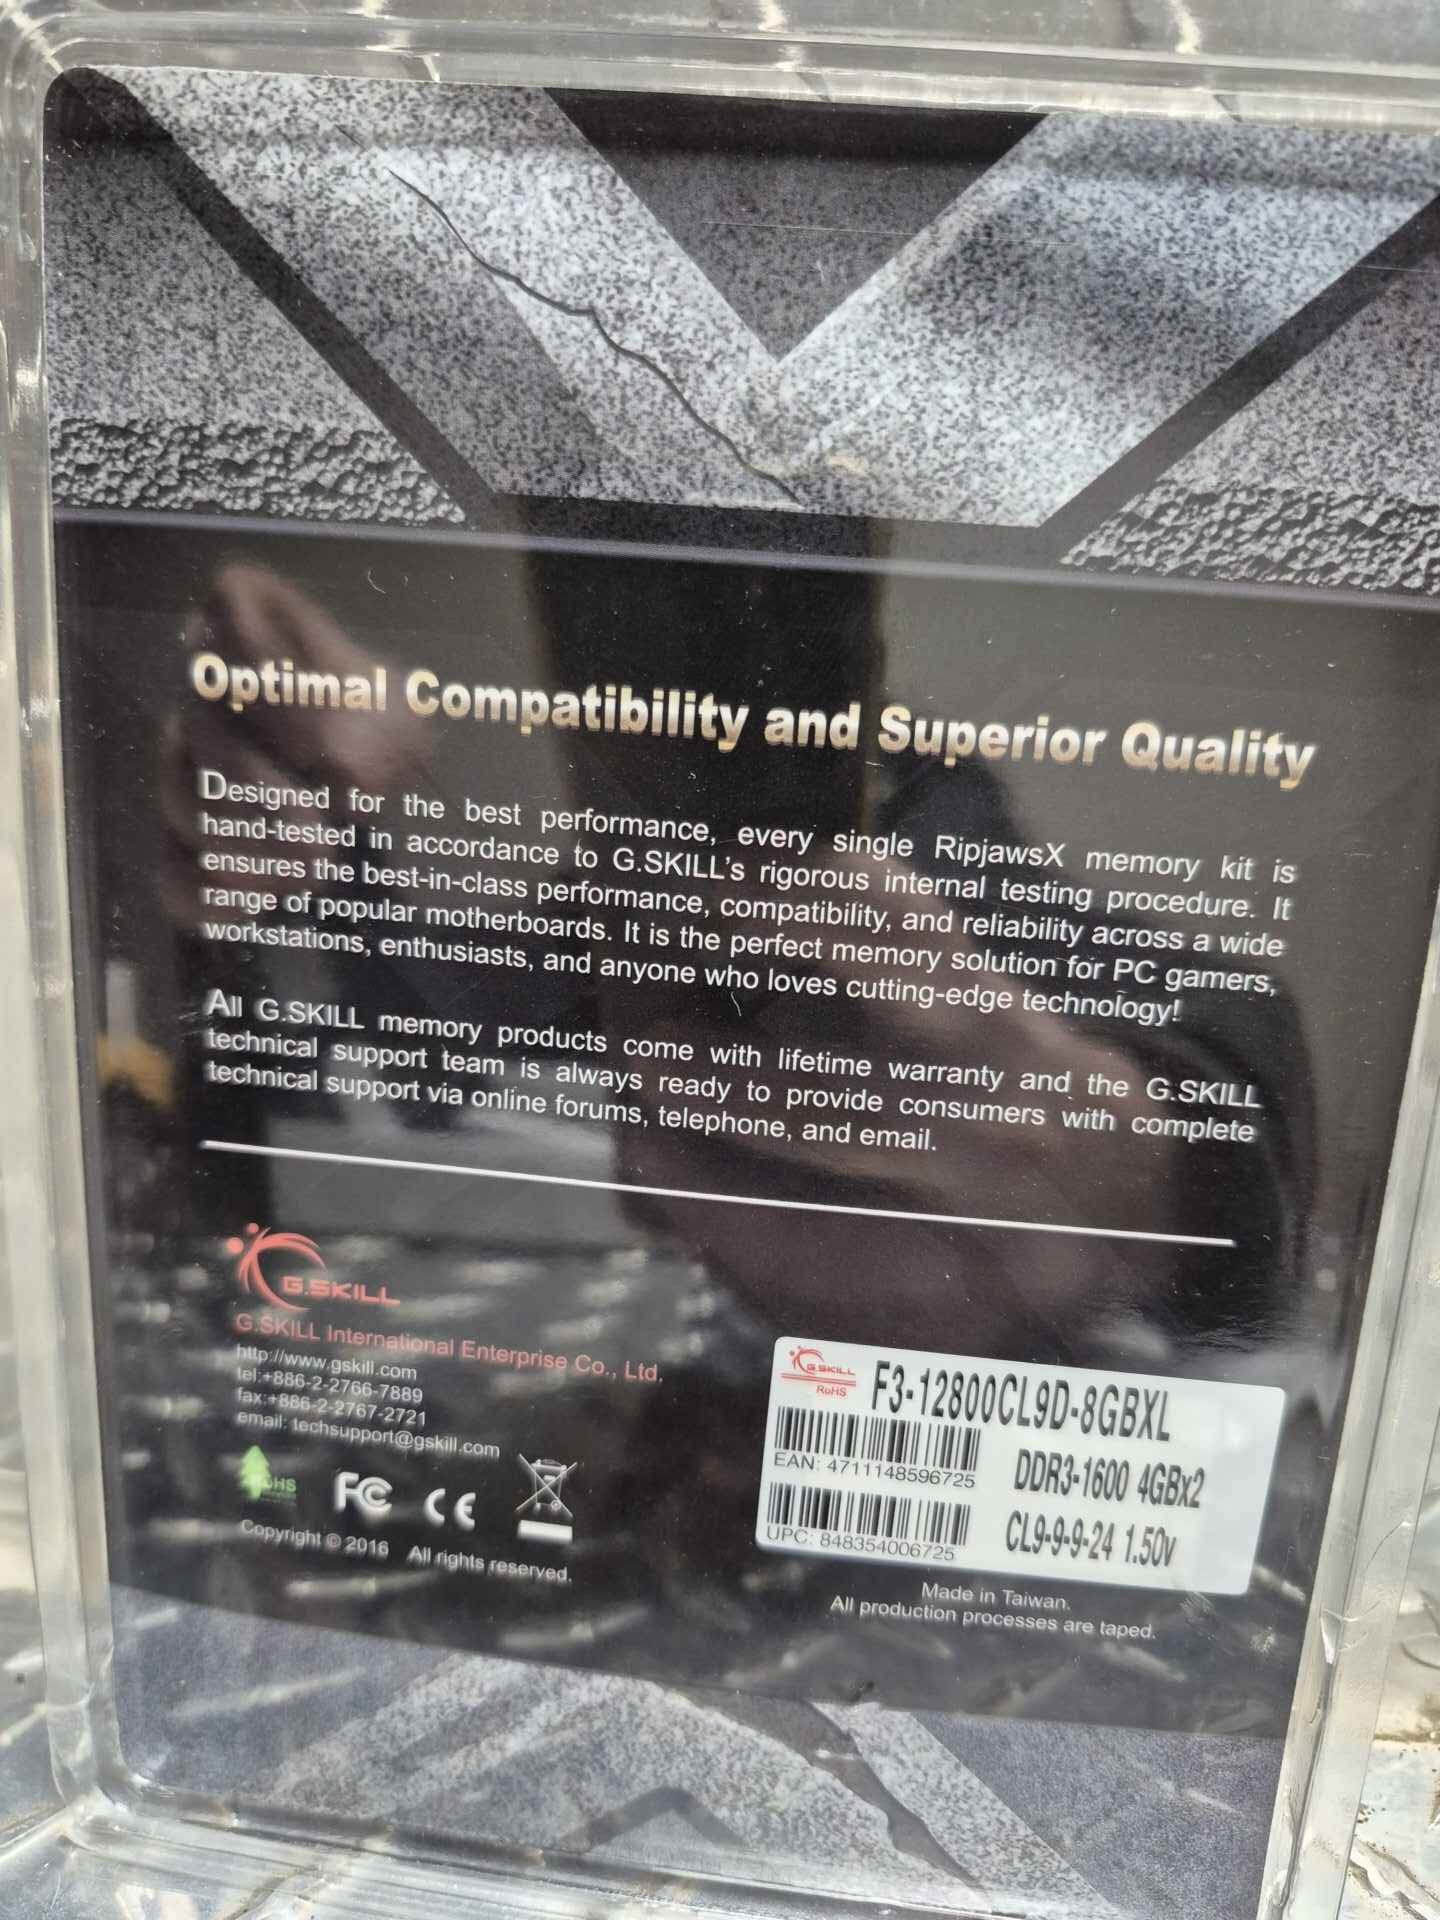 Optimal Compatibility and Superior Quality
Designed for the best performance, every single RipjawsX memory kit is
hand-tested in accordance to G.SKILL's rigorous internal testing procedure. It
ensures the best-in-class performance, compatibility, and reliability across a wide
range of popular motherboards. It is the perfect memory solution for PC gamers,
workstations, enthusiasts, and anyone who loves cutting-edge technology!
All G.SKILL memory products come with lifetime warranty and the G.SKILL
technical support team is always ready to provide consumers with complete
technical support via online forums, telephone, and email.
G.SKILL
G.SKILL International Enterprise Co., Ltd.
http://www.gskill.com
tel:+886-2-2766-7889
fax:+886-2-2767-2721
email: techsupport@gskill.com
FC CE
Copyright © 2016 All rights reserved.
G.SKILL
RoHS
F3-12800CL9D-8GBXL
EAN: 4711148596725
DDR3-1600 4GBx2
UPC: 848354006725
CL9-9-9-24 1.50v
Made in Taiwan.
All production processes are taped.